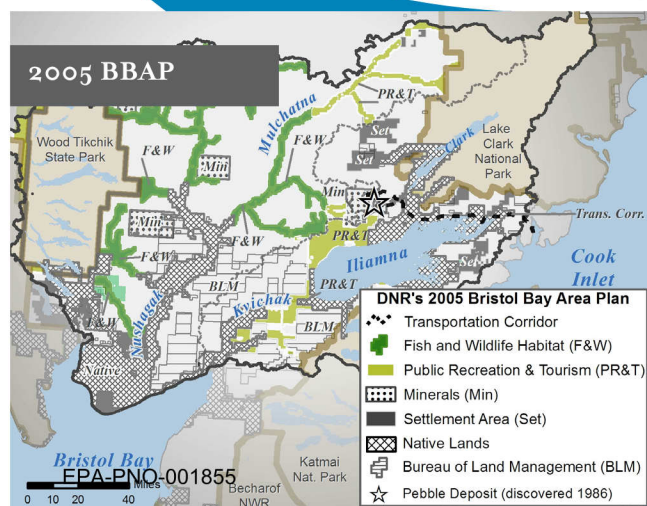 2005 BBAP
Wood Tikchik
State Park
F&W
Mulchatna
F&W
PR&T
Set
Set
Clark
Lake
Clark
National
Park
Min
Min
Min
Trans. Corr.
F&W
F&W
PR&T
Iliamna
Cook
Inlet
BLM
Kvichak
PR&T
Set
BLM
Nushagak
F&W
Native
Bristol Bay
EPA-PNO-001855
Miles
0 10 20 40
Katmai
Nat. Park
Becharof
NWR
DNR's 2005 Bristol Bay Area Plan
Transportation Corridor
Fish and Wildlife Habitat (F&W)
Public Recreation & Tourism (PR&T)
Minerals (Min)
Settlement Area (Set)
Native Lands
Bureau of Land Management (BLM)
Pebble Deposit (discovered 1986)